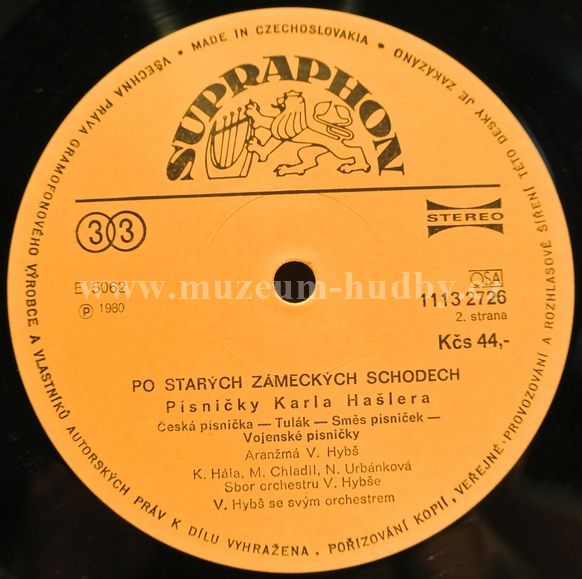 VŠECHNA PRÁVA GRAMOFONOVÉHO VÝROBCE A VLASTNÍKŮ AUTORSKÝCH PRÁV K DÍLU VYHRAŽENA . POŘIZOVÁNÍ KOPIÍ, VEŘEJNÉ PROVOZOVÁNÍ A ROZHLASOVÉ ŠÍŘENÍ TÉTO DESKY JE ZAKÁZÁNO
• MADE IN CZECHOSLOVAKIA •
SUPRAPHON
33
STEREO
www.muzeum-hudby.cz
E 5062
OSA
1113 2726
Ⓟ 1980
2. strana
Kčs 44,-
PO STARÝCH ZÁMECKÝCH SCHODECH
Písničky Karla Hašlera
Česká písnička — Tulák — Směs písniček —
Vojenské písničky
Aranžmá V. Hybš
K. Hála, M. Chladil, N. Urbánková
Sbor orchestru V. Hybše
V. Hybš se svým orchestrem